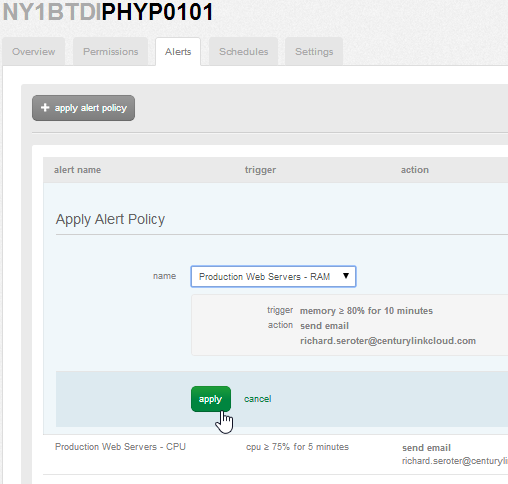 NY1BTDIPHYP0101
Overview Permissions Alerts Schedules Settings
+ apply alert policy
alert name trigger action
Apply Alert Policy
name Production Web Servers - RAM
trigger memory ≥ 80% for 10 minutes
action send email
richard.seroter@centurylinkcloud.com
apply cancel
Production Web Servers - CPU cpu ≥ 75% for 5 minutes send email
richard.seroter@centurylin